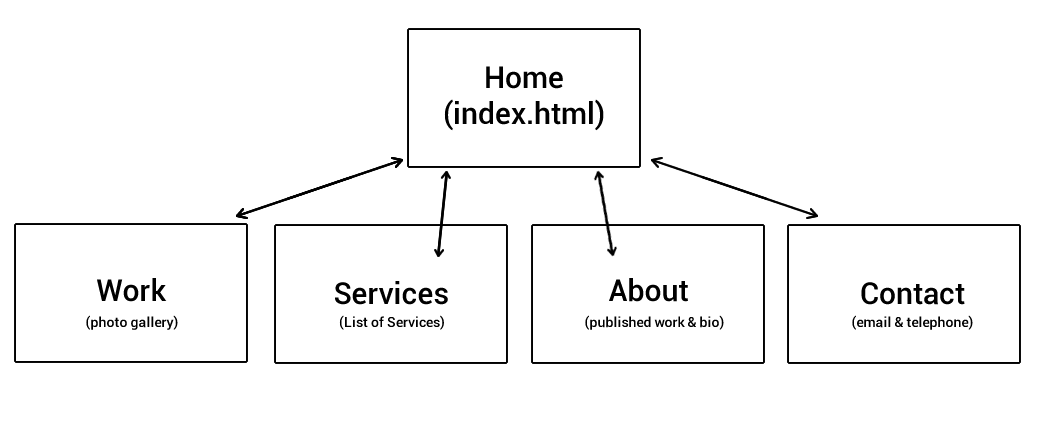 Home
(index.html)
Work
(photo gallery)
Services
(List of Services)
About
(published work & bio)
Contact
(email & telephone)